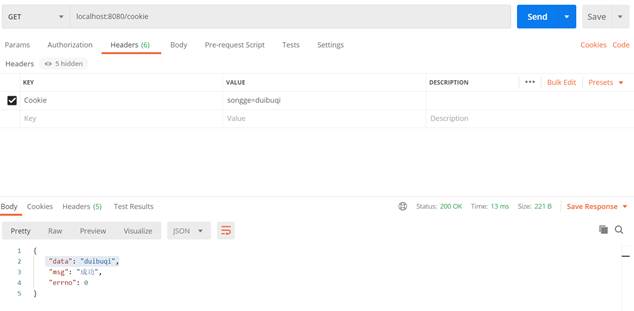 GET localhost:8080/cookie Send Save
Params Authorization Headers (6) Body Pre-request Script Tests Settings Cookies Code
Headers 5 hidden
KEY VALUE DESCRIPTION ••• Bulk Edit Presets
Cookie songge=duibuqi
Key Value Description
Body Cookies Headers (5) Test Results Status: 200 OK Time: 13 ms Size: 221 B Save Response
Pretty Raw Preview Visualize JSON
1 {
2 "data": "duibuqi",
3 "msg": "成功",
4 "errno": 0
5 }